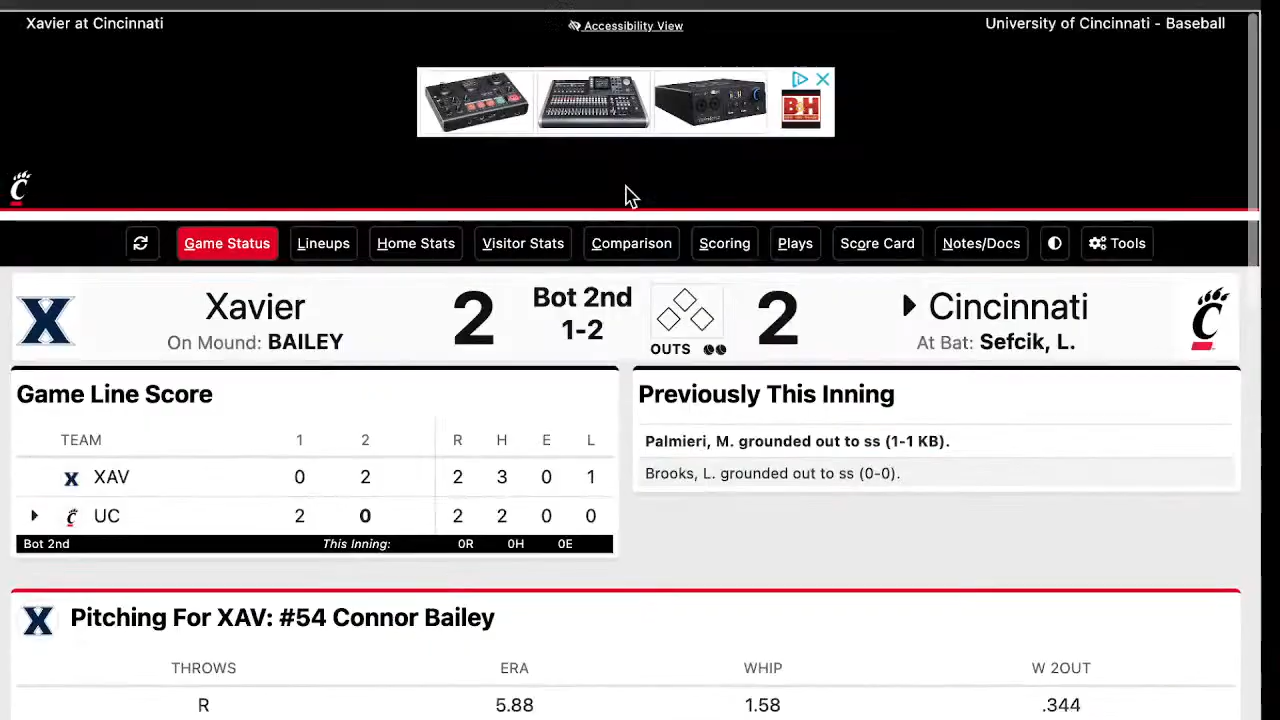 Xavier at Cincinnati
Accessibility View
University of Cincinnati - Baseball
B&H
Game Status
Lineups
Home Stats
Visitor Stats
Comparison
Scoring
Plays
Score Card
Notes/Docs
Tools
Xavier
On Mound: BAILEY
2
Bot 2nd
1-2
OUTS
2
Cincinnati
At Bat: Sefcik, L.
Game Line Score
TEAM 1 2 R H E L
XAV 0 2 2 3 0 1
UC 2 0 2 2 0 0
Bot 2nd This Inning: 0R 0H 0E
Previously This Inning
Palmieri, M. grounded out to ss (1-1 KB).
Brooks, L. grounded out to ss (0-0).
Pitching For XAV: #54 Connor Bailey
THROWS ERA WHIP W 2OUT
R 5.88 1.58 .344